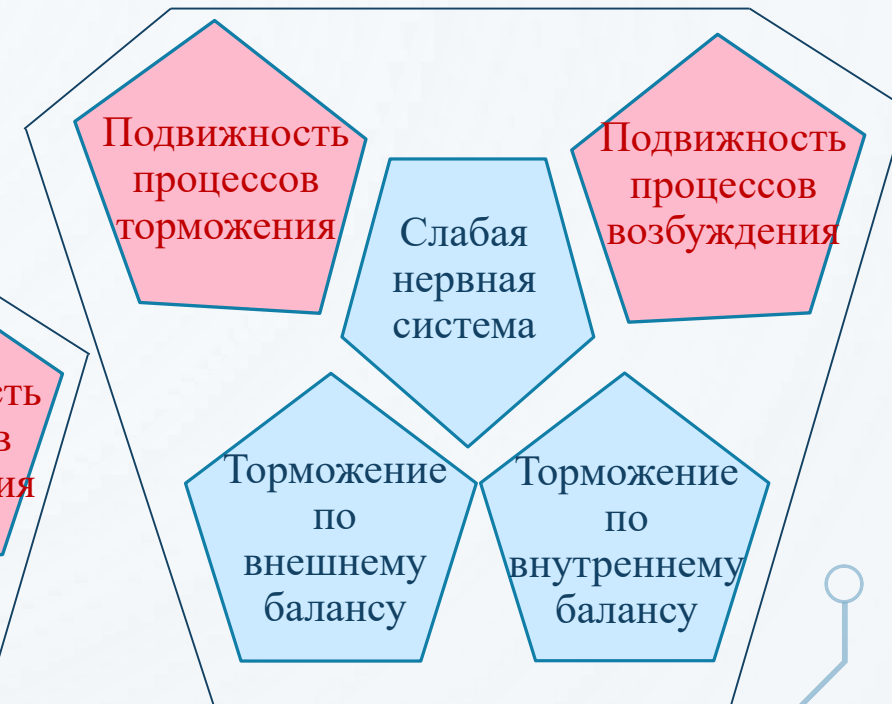 Подвижность
процессов
торможения
Подвижность
процессов
возбуждения
Слабая
нервная
система
Торможение
по
внешнему
балансу
Торможение
по
внутреннему
балансу